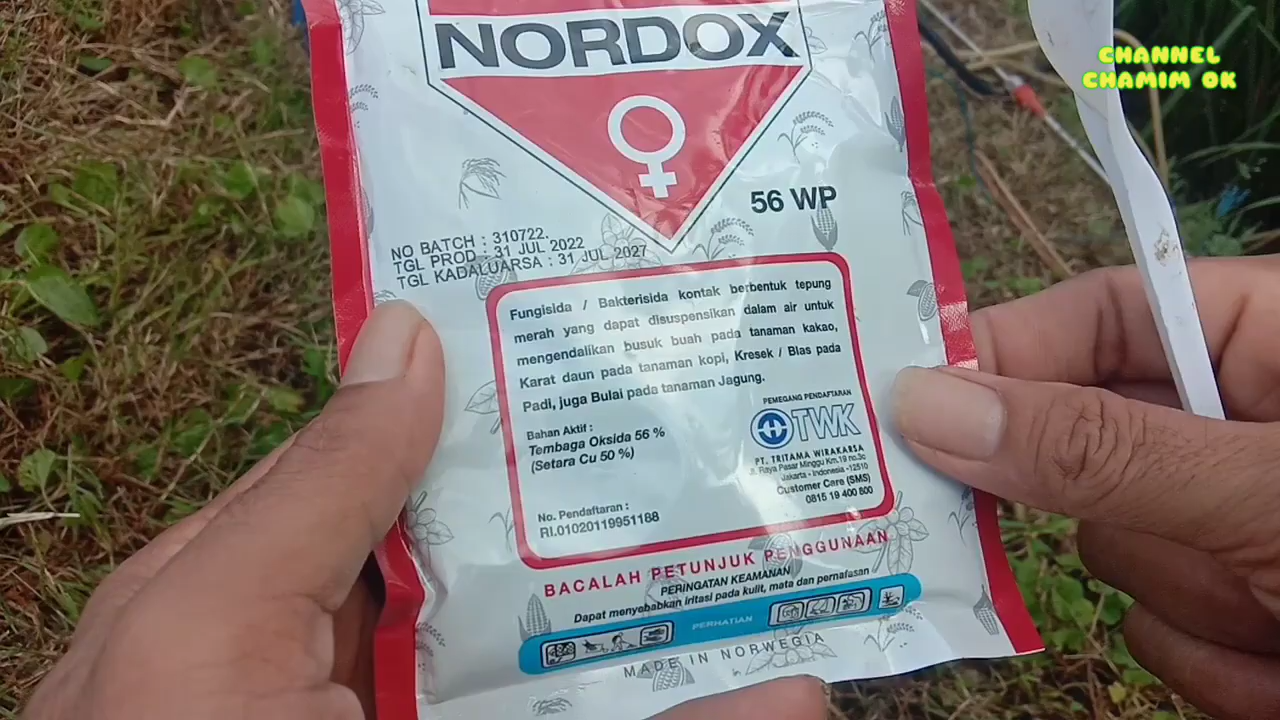 CHANNEL
CHAMIM OK
NORDOX
56 WP
NO BATCH : 310722.
TGL PROD : 31 JUL 2022
TGL KADALUARSA : 31 JUL 2027
Fungisida / Bakterisida kontak berbentuk tepung
merah yang dapat disuspensikan dalam air untuk
mengendalikan busuk buah pada tanaman kakao,
Karat daun pada tanaman kopi, Kresek / Blas pada
Padi, juga Bulai pada tanaman Jagung.
Bahan Aktif :
Tembaga Oksida 56 %
(Setara Cu 50 %)
PEMEGANG PENDAFTARAN
TWK
PT. TRITAMA WIRAKARSA
Jl. Raya Pasar Minggu Km.19 no.3c
Jakarta - Indonesia -12510
Customer Care (SMS)
0815 19 400 800
No. Pendaftaran :
RI.01020119951188
BACALAH PETUNJUK PENGGUNAAN
PERINGATAN KEAMANAN
Dapat menyebabkan iritasi pada kulit, mata dan pernafasan
PERHATIAN
MADE IN NORWEGIA